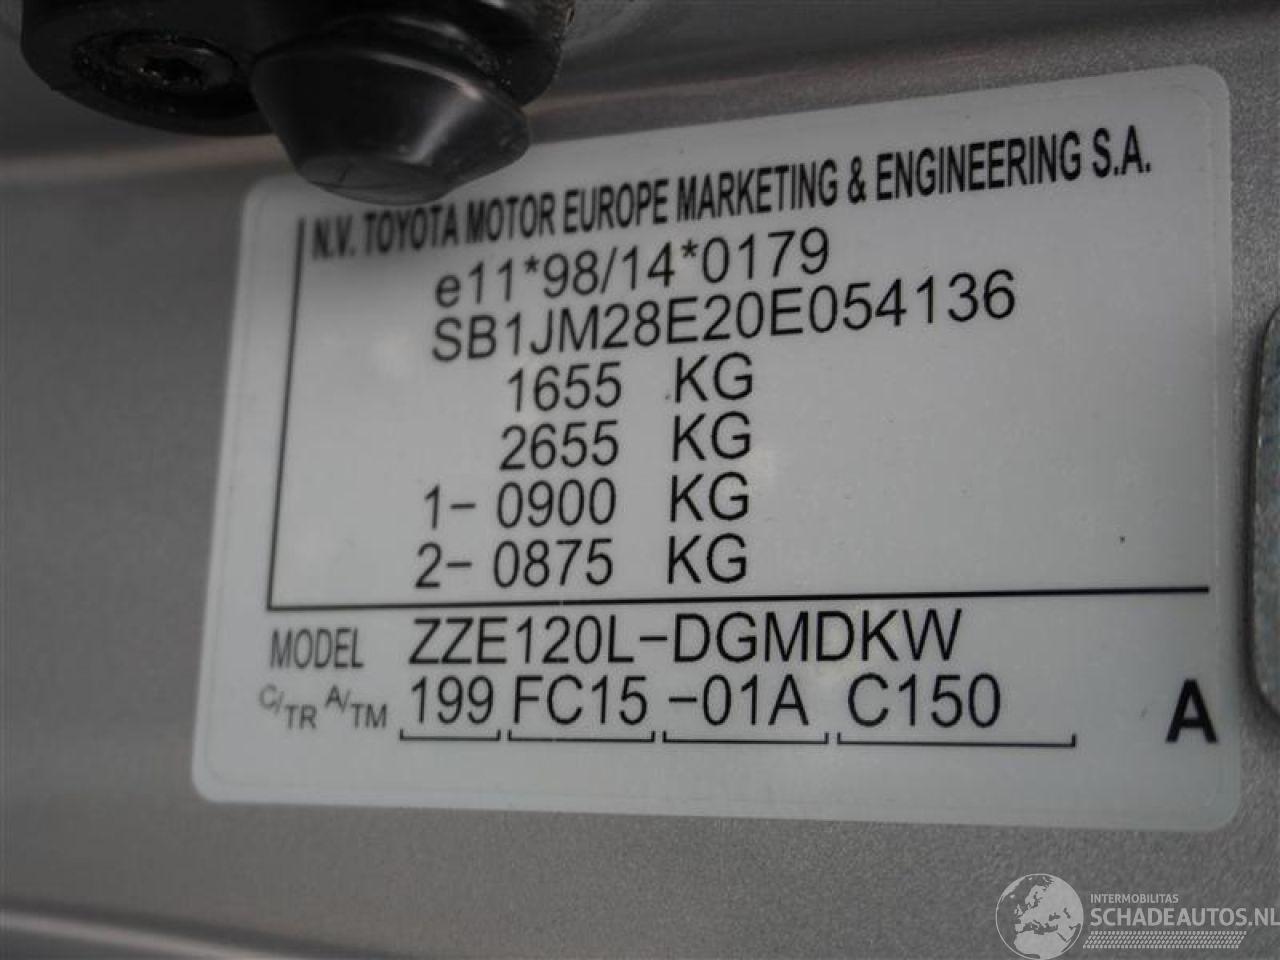 N.V. TOYOTA MOTOR EUROPE MARKETING & ENGINEERING S.A.
e11*98/14*0179
SB1JM28E20E054136
1655 KG
2655 KG
1- 0900 KG
2- 0875 KG
MODEL ZZE120L-DGMDKW
C/TR A/TM 199 FC15 -01A C150 A
INTERMOBILITAS
SCHADEAUTOS.NL